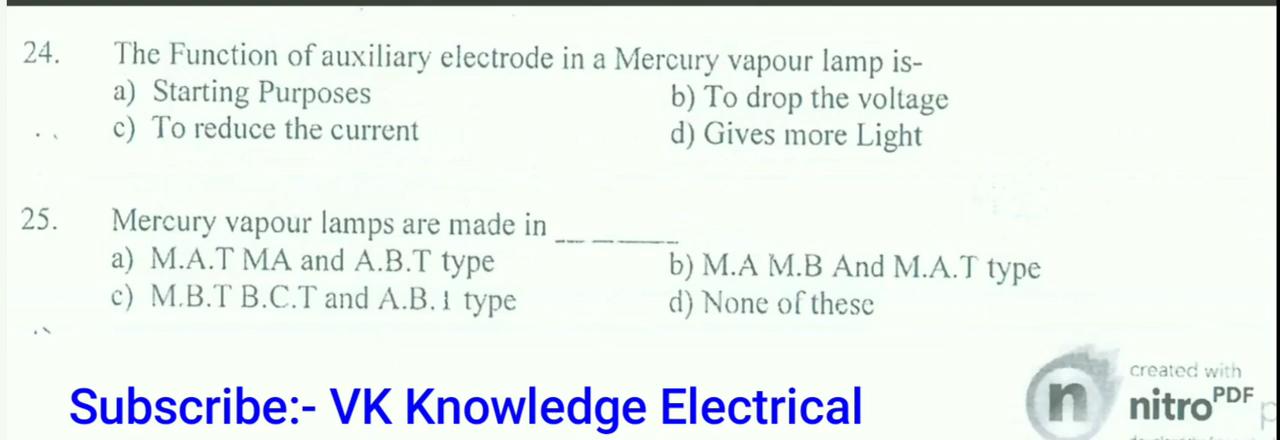 24. The Function of auxiliary electrode in a Mercury vapour lamp is-
a) Starting Purposes b) To drop the voltage
c) To reduce the current d) Gives more Light
25. Mercury vapour lamps are made in __ ______
a) M.A.T MA and A.B.T type b) M.A M.B And M.A.T type
c) M.B.T B.C.T and A.B.1 type d) None of these
Subscribe:- VK Knowledge Electrical
n created with
nitroPDF